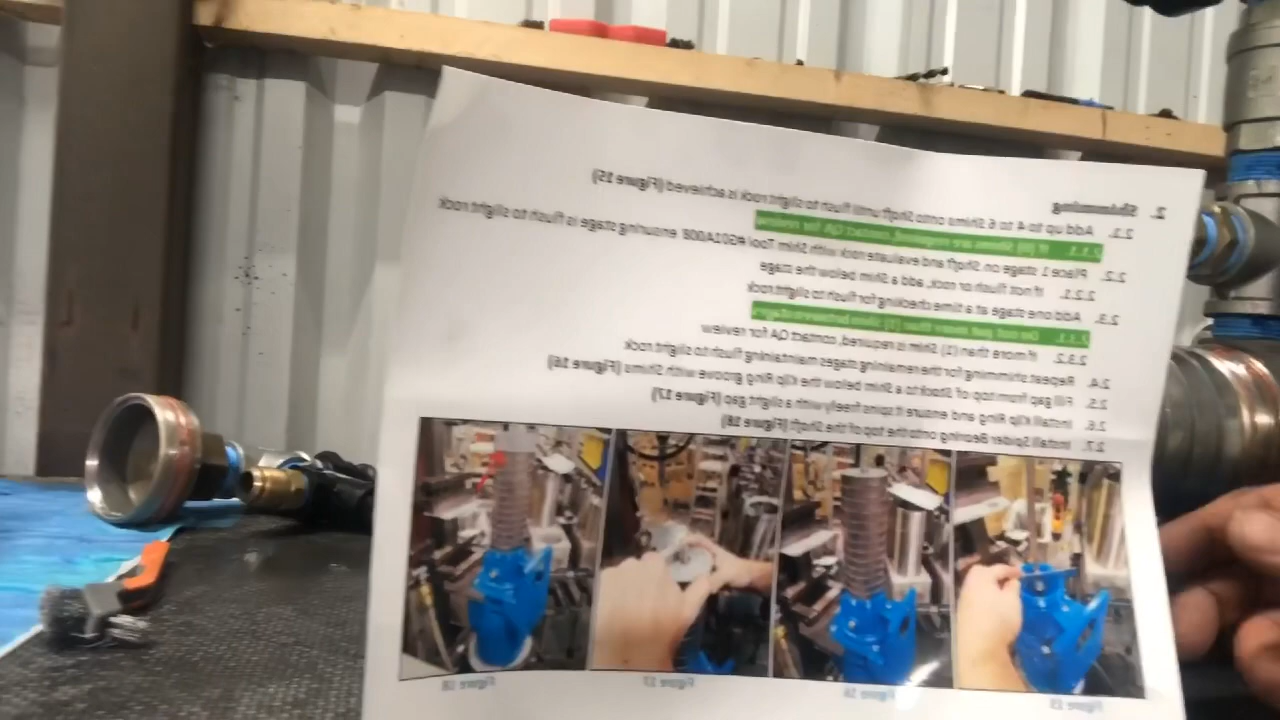 2. Shimming
2.1. Add up to 4 to 6 Shims onto Shaft until flush to slight rock is achieved (Figure 15)
2.1.1. If (6) Shims are required, contact QA for review
2.2. Place 1 stage on Shaft and evaluate rock with Shim Tool #G01A008 ensuring stage is flush to slight rock
2.2.1. If not flush or rock, add a Shim below the stage
2.3. Add one stage at a time checking for flush to slight rock
Do not put more than (1) Shim between stages
2.3.2. If more than (1) Shim is required, contact QA for review
2.4. Repeat shimming for the remaining stages maintaining flush to slight rock
2.5. Fill gap from top of Stack to a Shim below the Klip Ring groove with Shims (Figure 16)
2.6. Install Klip Ring and ensure it spins freely with a slight gap (Figure 17)
2.7. Install Spider Bearing onto the top of the Shaft (Figure 18)
Figure 15
Figure 16
Figure 17
Figure 18